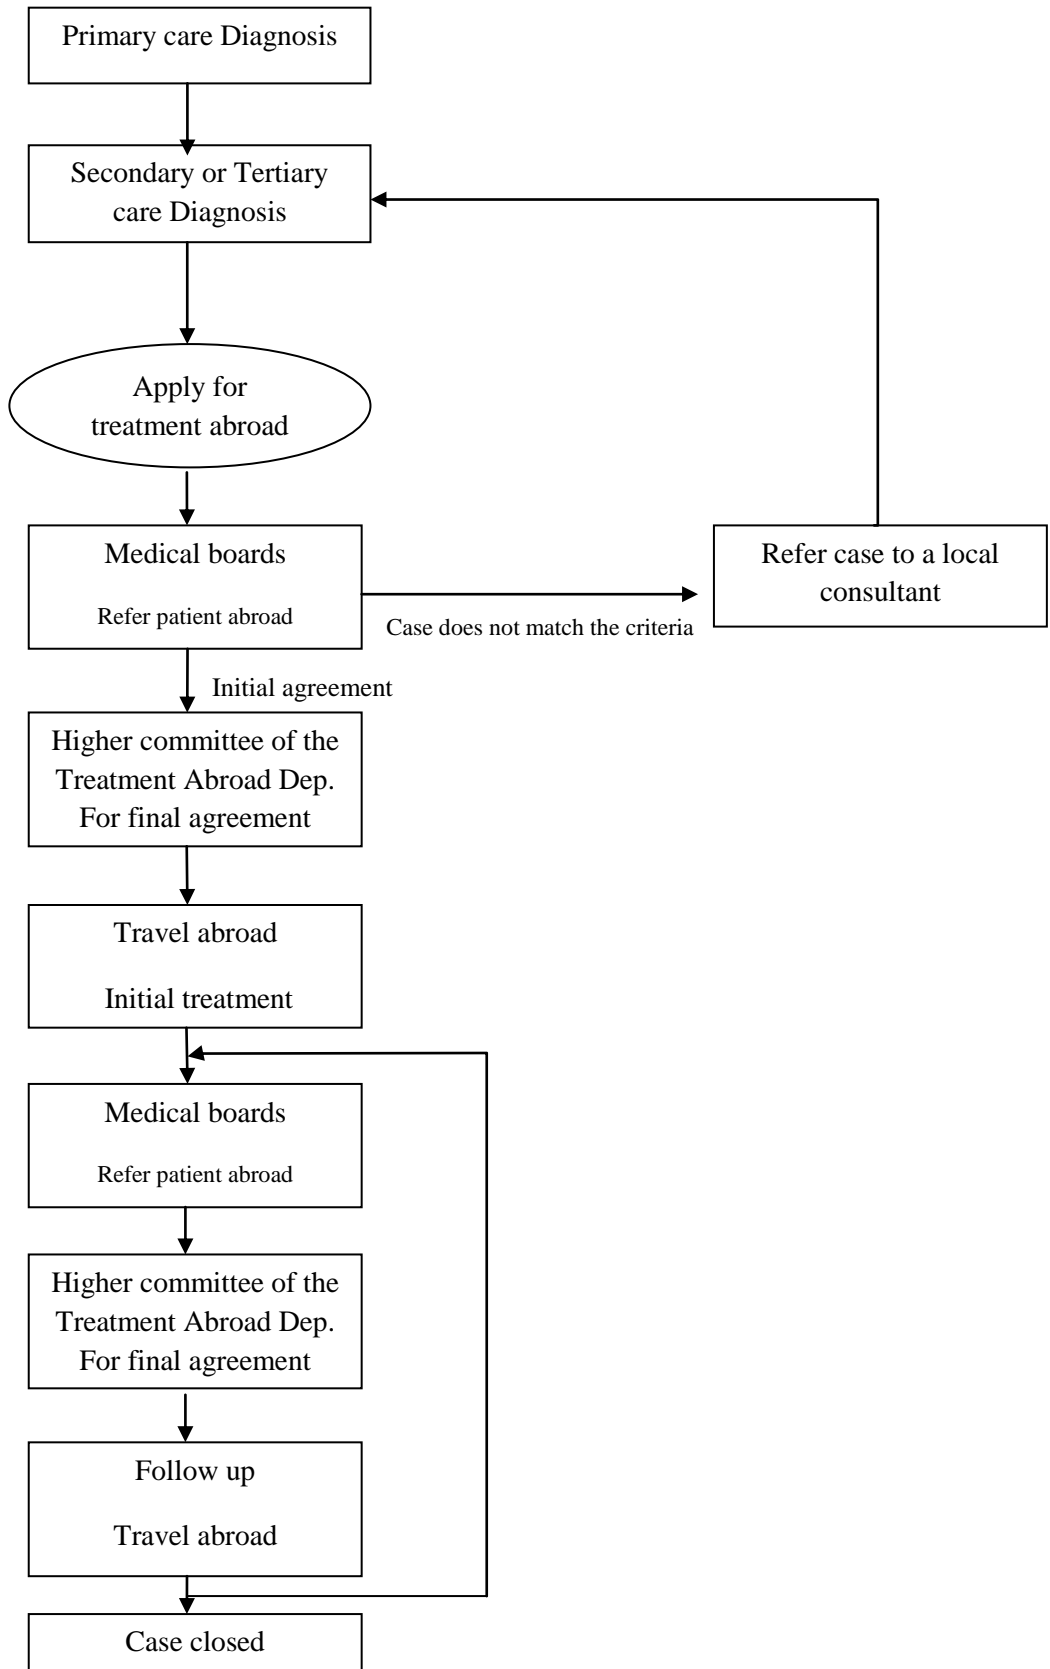 Primary care Diagnosis
Secondary or Tertiary
care Diagnosis
Apply for
treatment abroad
Medical boards
Refer patient abroad
Refer case to a local
consultant
Case does not match the criteria
Initial agreement
Higher committee of the
Treatment Abroad Dep.
For final agreement
Travel abroad
Initial treatment
Medical boards
Refer patient abroad
Higher committee of the
Treatment Abroad Dep.
For final agreement
Follow up
Travel abroad
Case closed